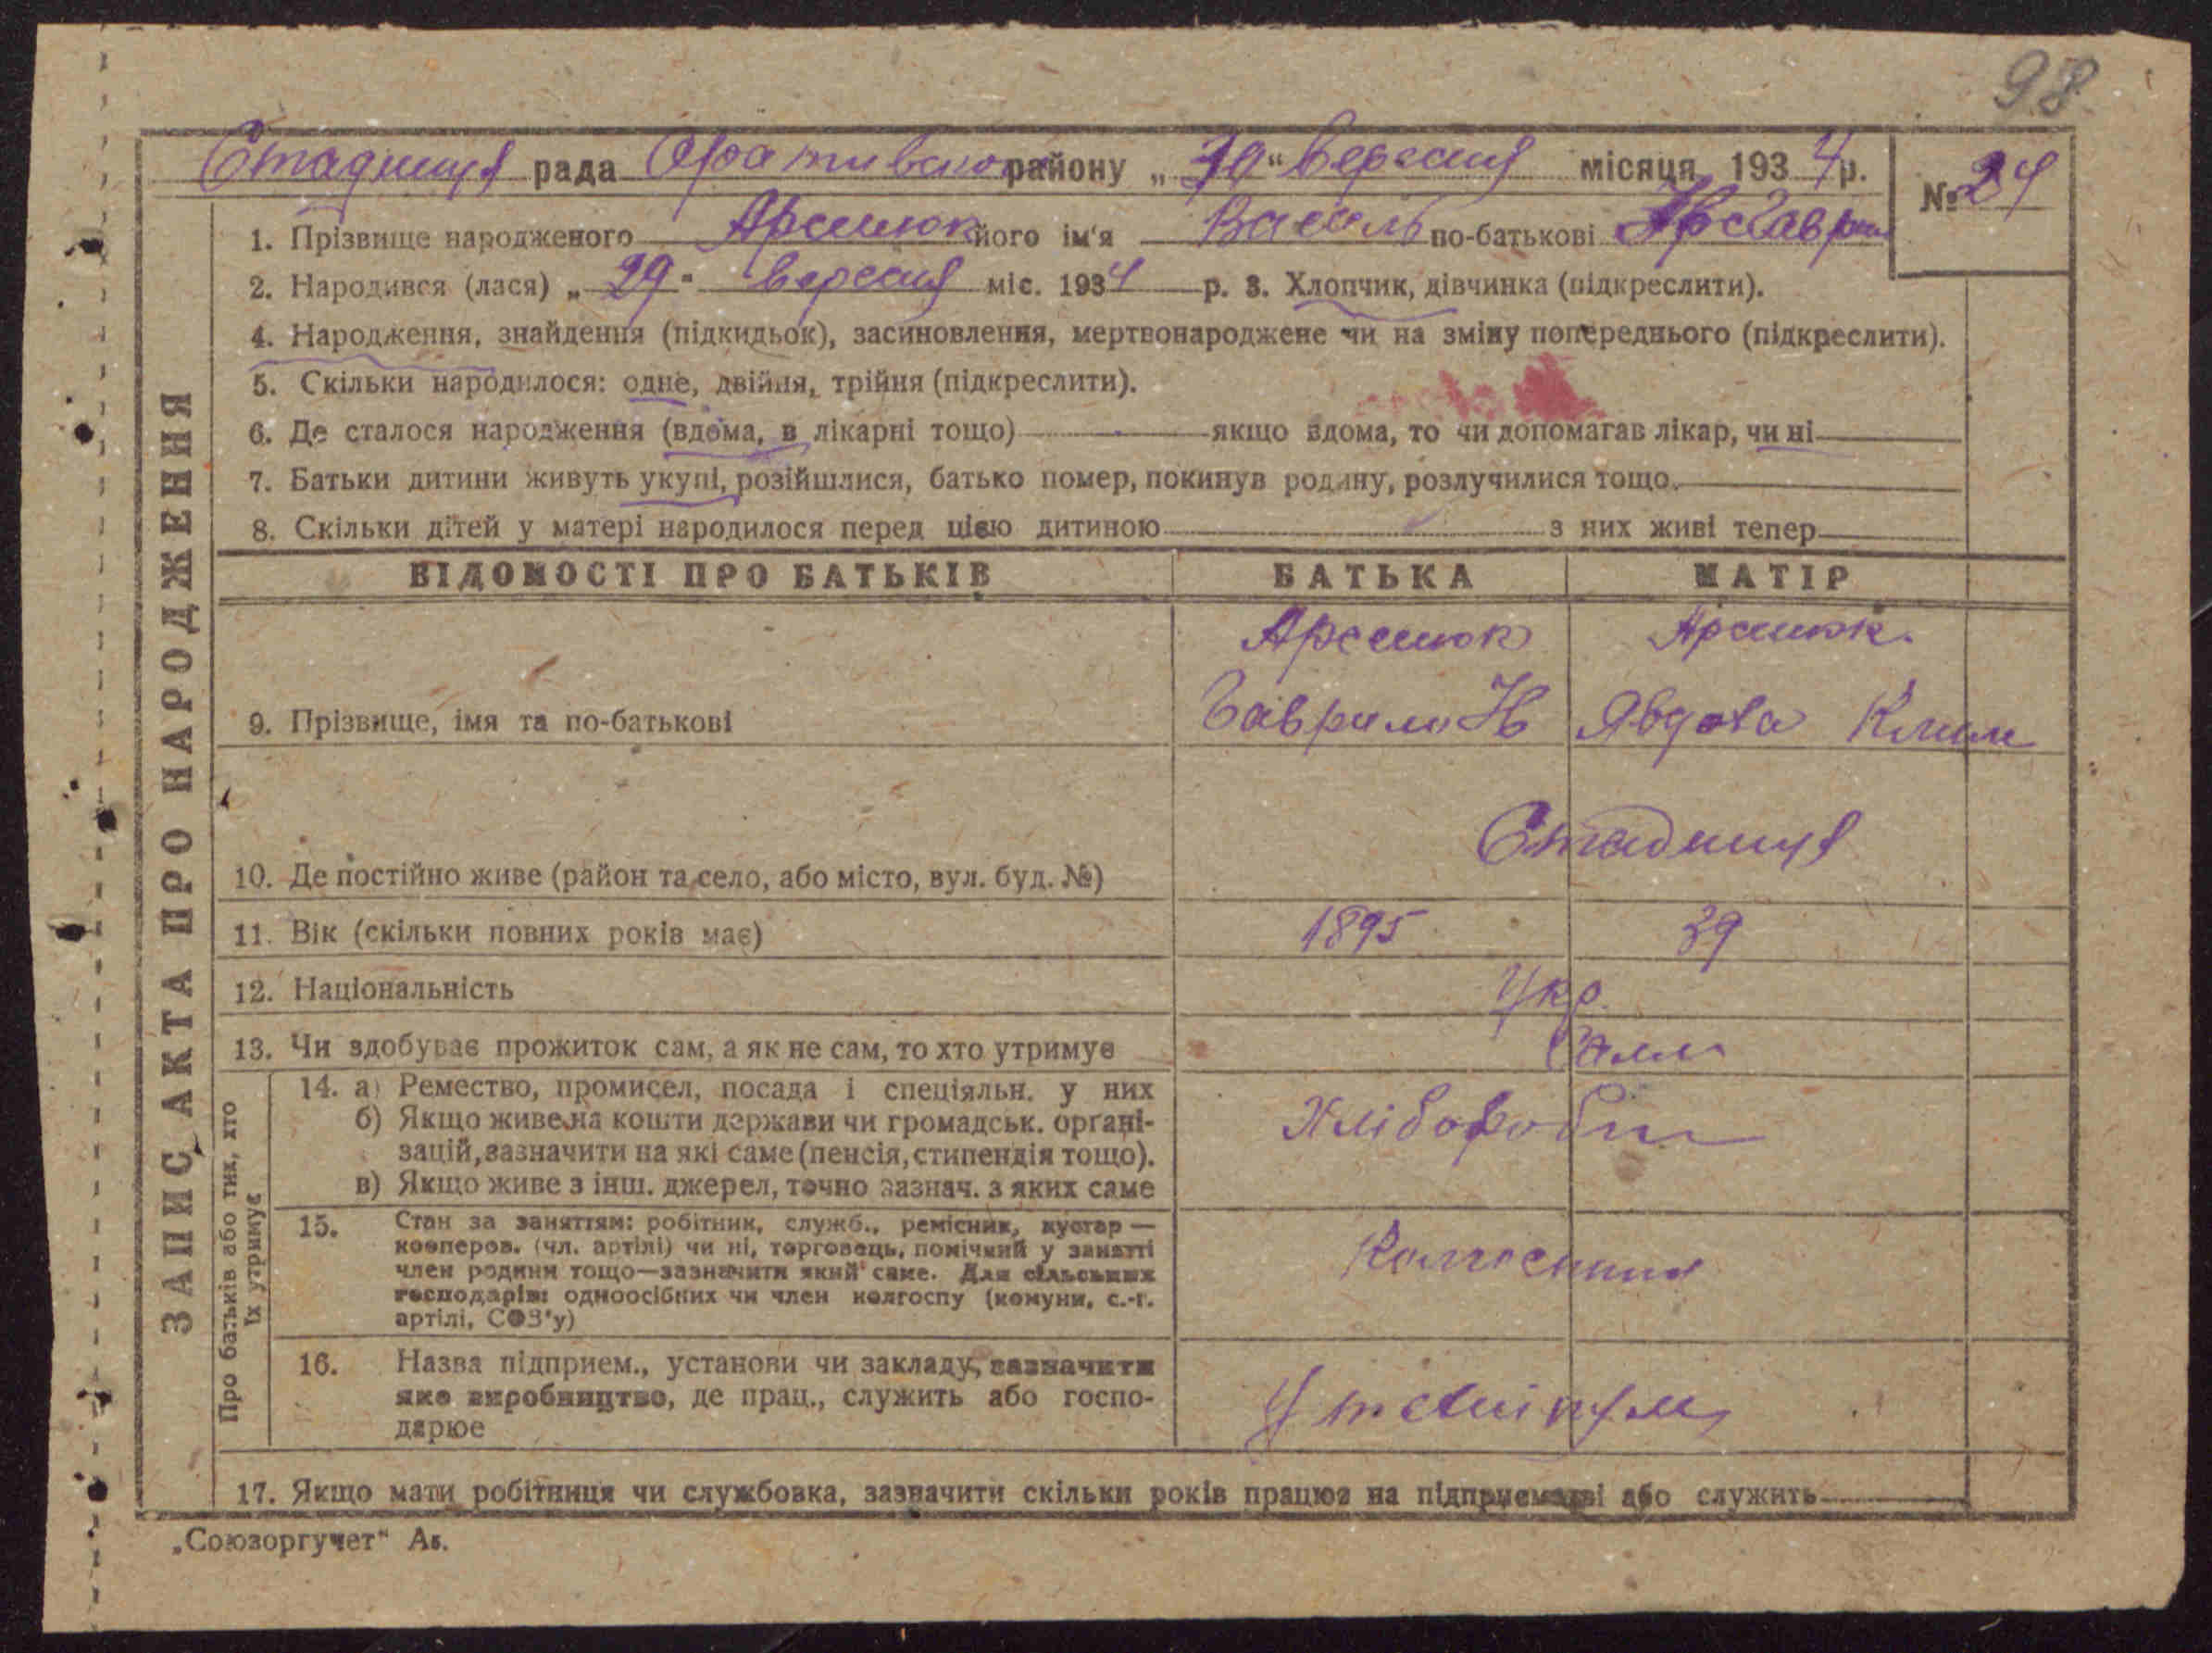 98.
Стадниця рада Оратівського району „30“ вересня місяця 1934 р.
№ 24
1. Прізвище народженого Арсенюк його ім'я Василь по-батькові Гаврил
2. Народився (лася) „29“ вересня міс. 1934 р. 3. Хлопчик, дівчинка (підкреслити).
4. Народження, знайдення (підкидьок), засиновлення, мертвонароджене чи на зміну попереднього (підкреслити).
5. Скільки народилося: одне, двійня, трійня (підкреслити).
6. Де сталося народження (вдома, в лікарні тощо) якщо вдома, то чи допомагав лікар, чи ні
7. Батьки дитини живуть укупі, розійшлися, батько помер, покинув родину, розлучилися тощо.
8. Скільки дітей у матері народилося перед цією дитиною з них живі тепер
ЗАПИС АКТА ПРО НАРОДЖЕННЯ
ВІДОМОСТІ ПРО БАТЬКІВ БАТЬКА МАТІР
Арсенюк Арсенюк
9. Прізвище, імя та по-батькові Гаврило Н Явдоха Клим
10. Де постійно живе (район та село, або місто, вул. буд. №) Стадниця
11. Вік (скільки повних років має) 1895 39
12. Національність Укр.
13. Чи здобуває прожиток сам, а як не сам, то хто утримує Сами
Про батьків або тих, хто
їх утримує
14. а) Ремество, промисел, посада і спеціяльн. у них
б) Якщо живе на кошти держави чи громадськ. орґані-
зацій, зазначити на які саме (пенсія, стипендія тощо).
в) Якщо живе з інш. джерел, точно зазнач. з яких саме
Хлібороби
15. Стан за заняттям: робітник, служб., ремісник, кустар —
кооперов. (чл. артілі) чи ні, торговець, помічний у занятті
член родини тощо—зазначити який саме. Для сільських
господарів: одноосібних чи член колгоспу (комуни, с.-г.
артілі, СОЗ'у)
Колгоспник
16. Назва підприєм., установи чи закладу, зазначити
яке виробництво, де прац., служить або госпо-
дарює
17. Якщо мати робітниця чи службовка, зазначити скільки років працює на підприємстві або служить
„Союзоргучет“ Аз.